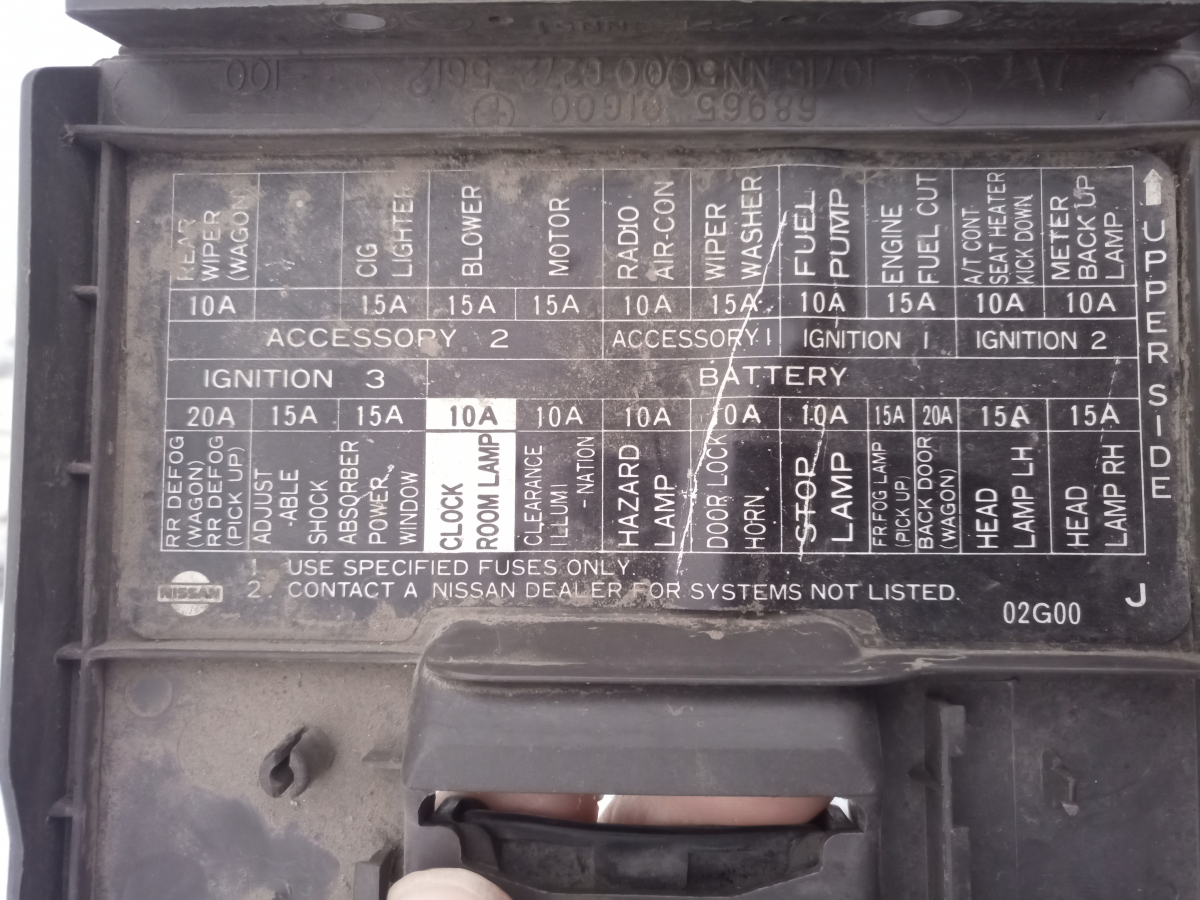 68965 01G00
REAR WIPER (WAGON)
CIG LIGHTER
BLOWER
MOTOR
RADIO AIR-CON
WIPER WASHER
FUEL PUMP
ENGINE FUEL CUT
A/T CONT SEAT HEATER KICK DOWN
METER BACK UP LAMP
10A 15A 15A 15A 10A 15A 10A 15A 10A 10A
ACCESSORY 2 ACCESSORY 1 IGNITION 1 IGNITION 2
IGNITION 3 BATTERY
20A 15A 15A 10A 10A 10A 10A 10A 15A 20A 15A 15A
RR DEFOG (WAGON) RR DEFOG (PICK UP)
ADJUST -ABLE SHOCK ABSORBER
POWER WINDOW
CLOCK ROOM LAMP
CLEARANCE ILLUMI -NATION
HAZARD LAMP
DOOR LOCK HORN
STOP LAMP
FR FOG LAMP (PICK UP)
BACK DOOR (WAGON)
HEAD LAMP LH
HEAD LAMP RH
UPPER SIDE
1. USE SPECIFIED FUSES ONLY.
2. CONTACT A NISSAN DEALER FOR SYSTEMS NOT LISTED.
NISSAN
02G00
J